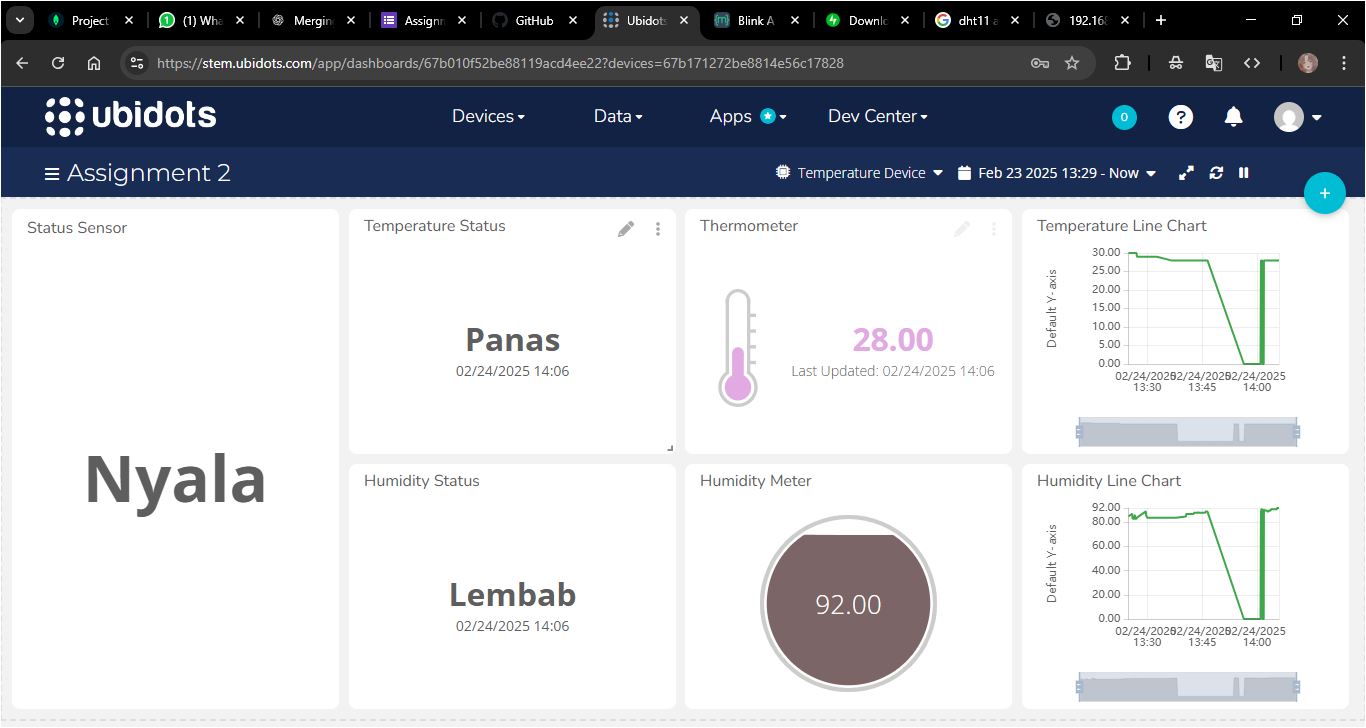 Project
(1) Wha
Mergin
Assignm
GitHub
Ubidots
Blink A
Downlo
dht11 a
192.168
https://stem.ubidots.com/app/dashboards/67b010f52be88119acd4ee22?devices=67b171272be8814e56c17828
ubidots
Devices
Data
Apps
Dev Center
0
?
Assignment 2
Temperature Device
Feb 23 2025 13:29 - Now
+
Status Sensor
Nyala
Temperature Status
Panas
02/24/2025 14:06
Thermometer
28.00
Last Updated: 02/24/2025 14:06
Temperature Line Chart
Default Y-axis
30.00
25.00
20.00
15.00
10.00
5.00
0.00
02/24/2025 02/24/2025 02/24/2025
13:30 13:45 14:00
Humidity Status
Lembab
02/24/2025 14:06
Humidity Meter
92.00
Humidity Line Chart
Default Y-axis
92.00
80.00
60.00
40.00
20.00
0.00
02/24/2025 02/24/2025 02/24/2025
13:30 13:45 14:00